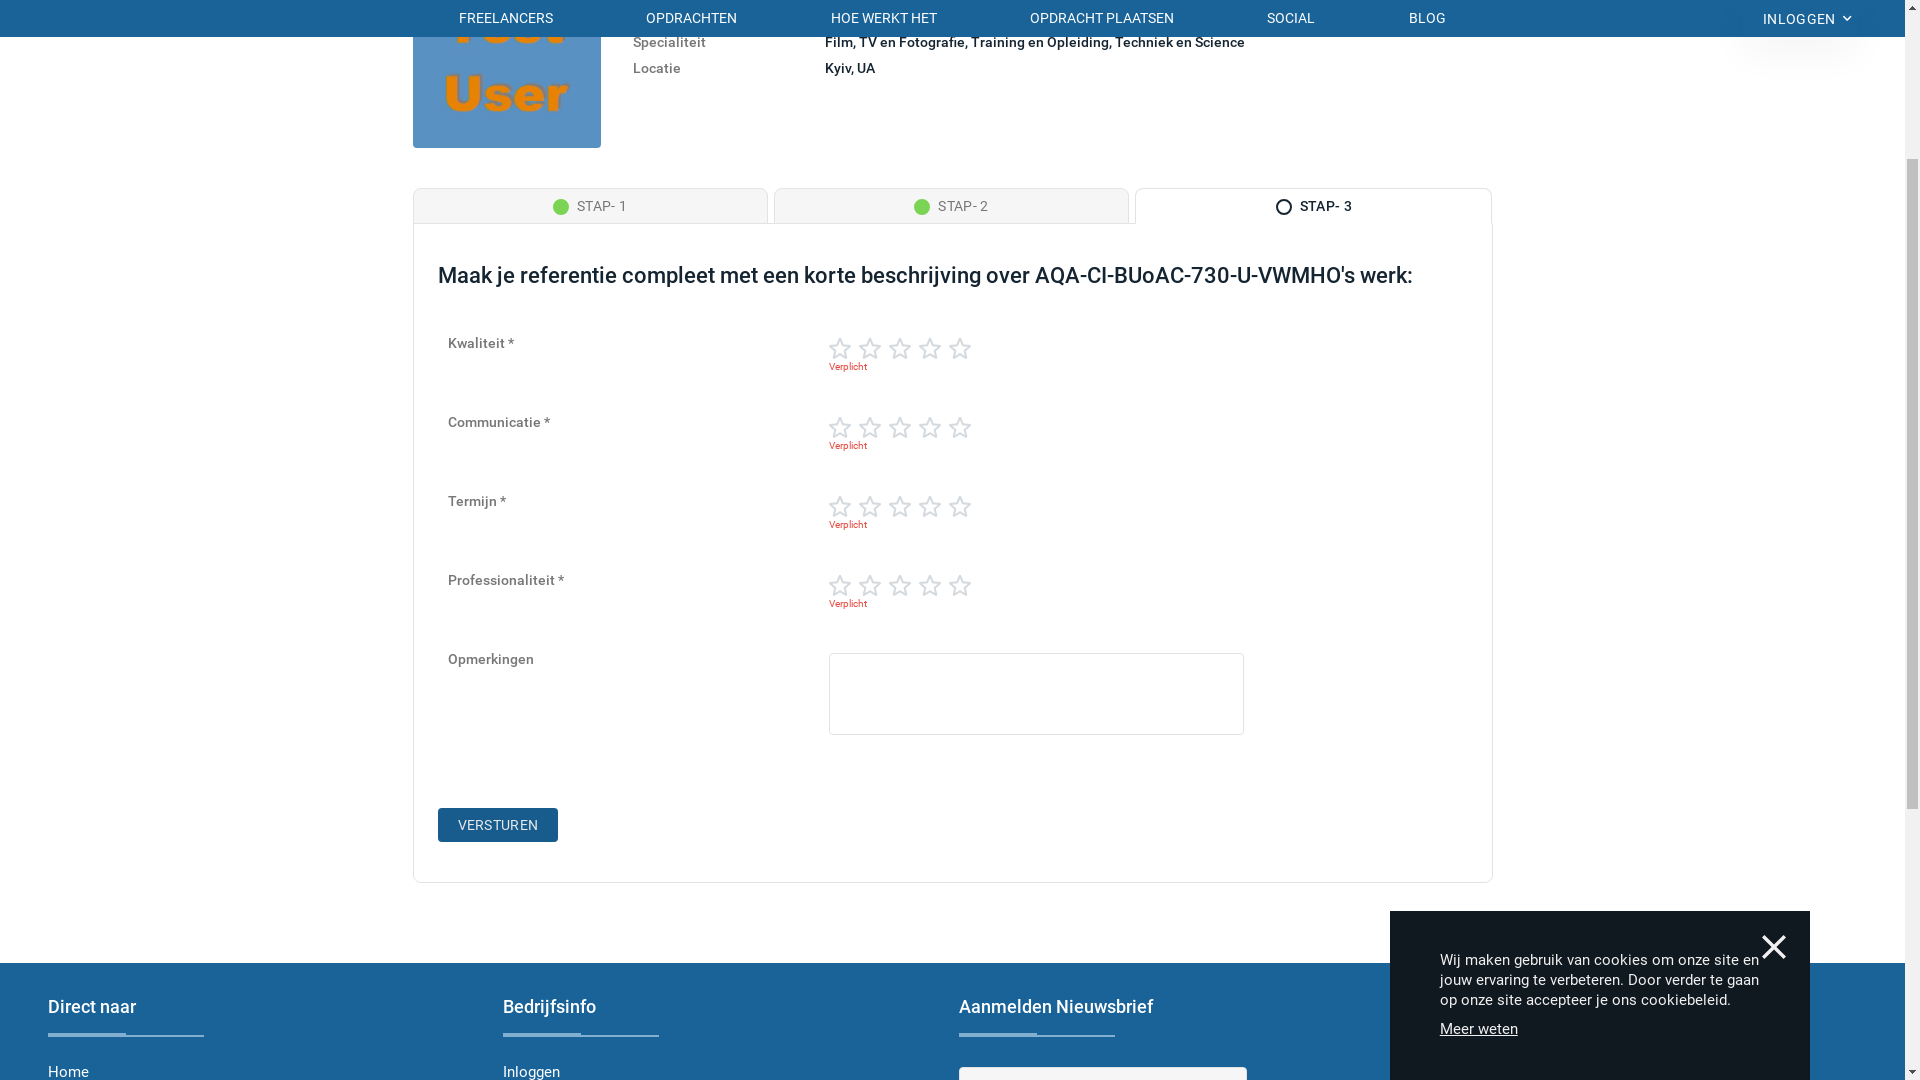 FREELANCERS OPDRACHTEN HOE WERKT HET OPDRACHT PLAATSEN SOCIAL BLOG INLOGGEN
Specialiteit Film, TV en Fotografie, Training en Opleiding, Techniek en Science
Locatie Kyiv, UA
User
STAP- 1 STAP- 2 STAP- 3
Maak je referentie compleet met een korte beschrijving over AQA-CI-BUoAC-730-U-VWMHO's werk:
Kwaliteit *
Verplicht
Communicatie *
Verplicht
Termijn *
Verplicht
Professionaliteit *
Verplicht
Opmerkingen
VERSTUREN
Wij maken gebruik van cookies om onze site en
jouw ervaring te verbeteren. Door verder te gaan
op onze site accepteer je ons cookiebeleid.
Meer weten
Direct naar Bedrijfsinfo Aanmelden Nieuwsbrief
Home Inloggen